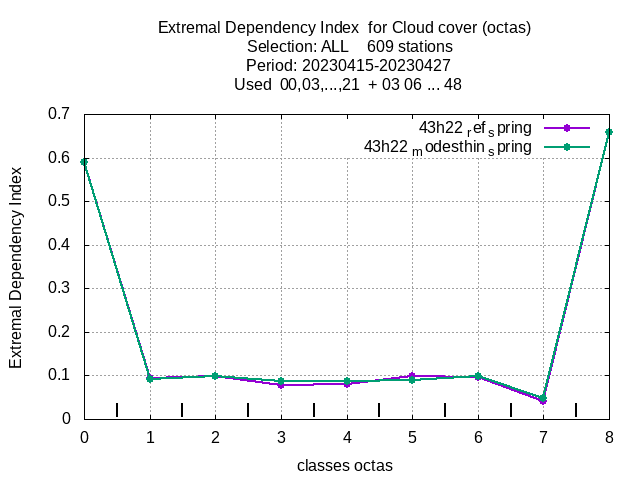 Extremal Dependency Index  for Cloud cover (octas)
Selection: ALL    609 stations
Period: 20230415-20230427
Used  00,03,...,21  + 03 06 ... 48
43h22 ref spring
43h22 modesthin spring
Extremal Dependency Index
0.7
0.6
0.5
0.4
0.3
0.2
0.1
0
0 1 2 3 4 5 6 7 8
classes octas